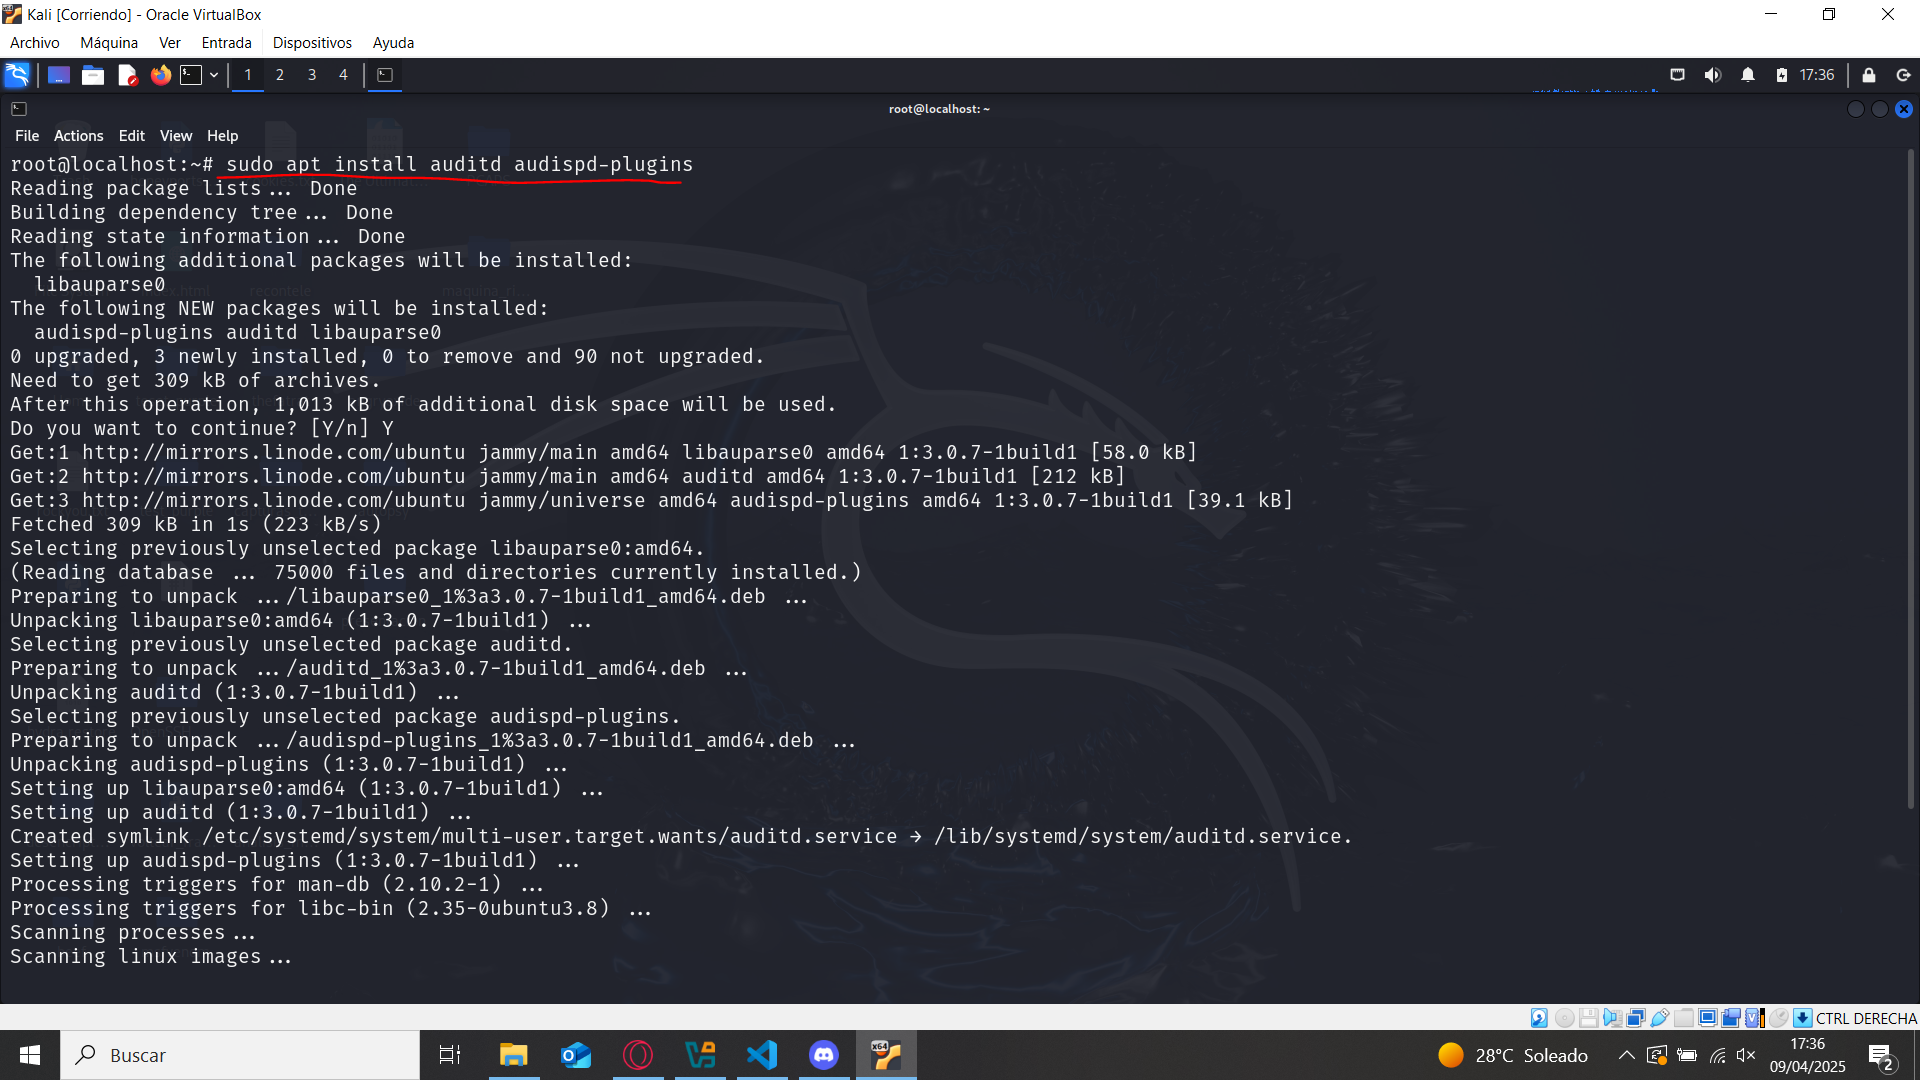 Kali [Corriendo] - Oracle VirtualBox
Archivo Máquina Ver Entrada Dispositivos Ayuda
1 2 3 4 17:36
root@localhost: ~
File Actions Edit View Help
root@localhost:~# sudo apt install auditd audispd-plugins
Reading package lists... Done
Building dependency tree... Done
Reading state information... Done
The following additional packages will be installed:
libauparse0
The following NEW packages will be installed:
audispd-plugins auditd libauparse0
0 upgraded, 3 newly installed, 0 to remove and 90 not upgraded.
Need to get 309 kB of archives.
After this operation, 1,013 kB of additional disk space will be used.
Do you want to continue? [Y/n] Y
Get:1 http://mirrors.linode.com/ubuntu jammy/main amd64 libauparse0 amd64 1:3.0.7-1build1 [58.0 kB]
Get:2 http://mirrors.linode.com/ubuntu jammy/main amd64 auditd amd64 1:3.0.7-1build1 [212 kB]
Get:3 http://mirrors.linode.com/ubuntu jammy/universe amd64 audispd-plugins amd64 1:3.0.7-1build1 [39.1 kB]
Fetched 309 kB in 1s (223 kB/s)
Selecting previously unselected package libauparse0:amd64.
(Reading database ... 75000 files and directories currently installed.)
Preparing to unpack .../libauparse0_1%3a3.0.7-1build1_amd64.deb ...
Unpacking libauparse0:amd64 (1:3.0.7-1build1) ...
Selecting previously unselected package auditd.
Preparing to unpack .../auditd_1%3a3.0.7-1build1_amd64.deb ...
Unpacking auditd (1:3.0.7-1build1) ...
Selecting previously unselected package audispd-plugins.
Preparing to unpack .../audispd-plugins_1%3a3.0.7-1build1_amd64.deb ...
Unpacking audispd-plugins (1:3.0.7-1build1) ...
Setting up libauparse0:amd64 (1:3.0.7-1build1) ...
Setting up auditd (1:3.0.7-1build1) ...
Created symlink /etc/systemd/system/multi-user.target.wants/auditd.service → /lib/systemd/system/auditd.service.
Setting up audispd-plugins (1:3.0.7-1build1) ...
Processing triggers for man-db (2.10.2-1) ...
Processing triggers for libc-bin (2.35-0ubuntu3.8) ...
Scanning processes...
Scanning linux images...
CTRL DERECHA
Buscar
28°C Soleado
17:36
09/04/2025
2